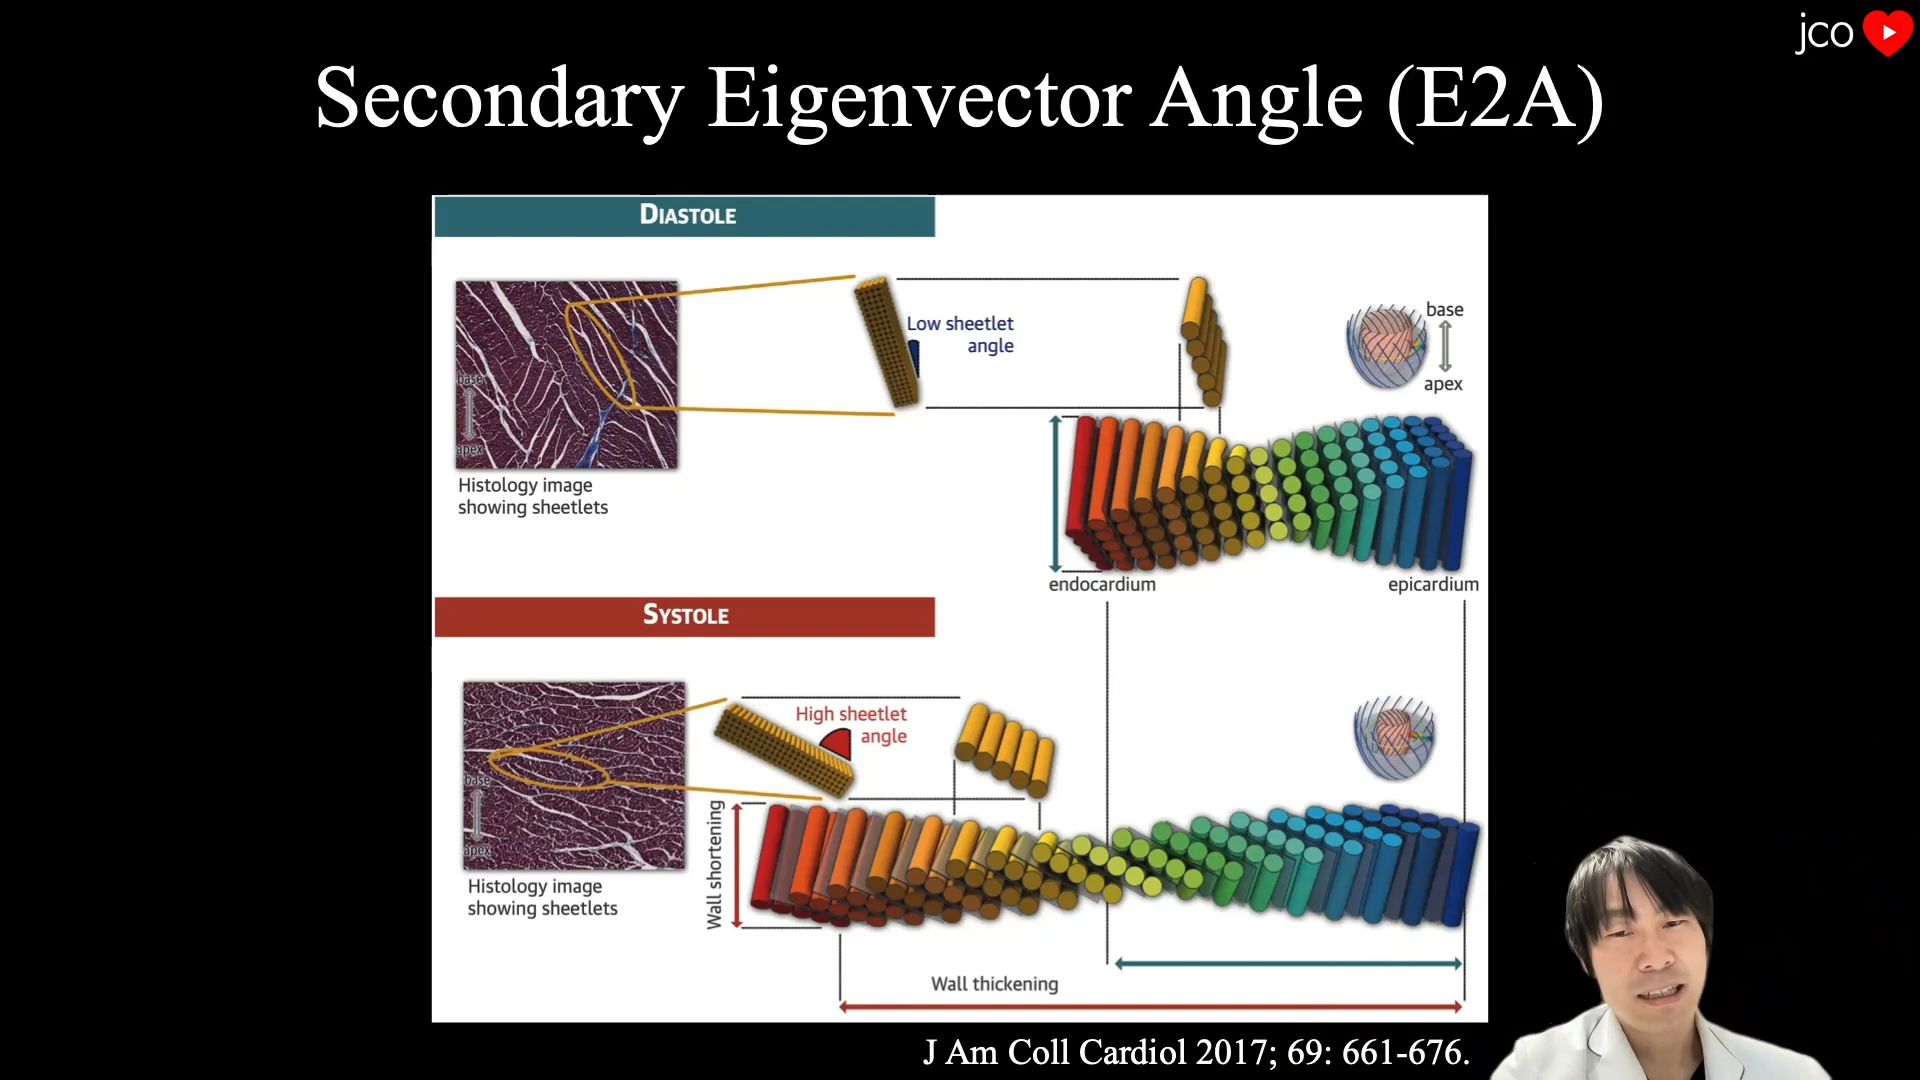 jco
Secondary Eigenvector Angle (E2A)
DIASTOLE
Low sheetlet
angle
base
apex
base
apex
Histology image
showing sheetlets
endocardium
epicardium
SYSTOLE
High sheetlet
angle
base
apex
Wall shortening
Histology image
showing sheetlets
Wall thickening
J Am Coll Cardiol 2017; 69: 661-676.